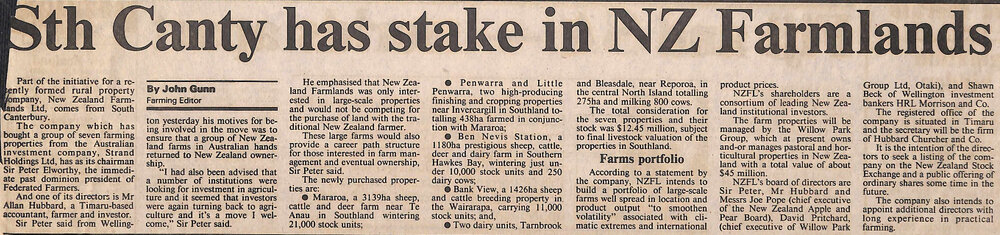 Sth Canty has stake in NZ Farmlands
Part of the initiative for a re-
cently formed rural property
company, New Zealand Farm-
lands Ltd, comes from South
Canterbury.
The company which has
bought a group of seven farming
properties from the Australian
investment company, Strand
Holdings Ltd, has as its chairman
Sir Peter Elworthy, the immedi-
ate past dominion president of
Federated Farmers.
And one of its directors is Mr
Allan Hubbard, a Timaru-based
accountant, farmer and investor.
Sir Peter said from Welling-
By John Gunn
Farming Editor
ton yesterday his motives for be-
ing involved in the move was to
ensure that a group of New Zea-
land farms in Australian hands
returned to New Zealand owner-
ship.
"I had also been advised that
a number of institutions were
looking for investment in agricul-
ture and it seemed that investors
were again turning back to agri-
culture and it's a move I wel-
come," Sir Peter said.
He emphasised that New Zea-
land Farmlands was only inter-
ested in large-scale properties
and would not be competing for
the purchase of land with the tra-
ditional New Zealand farmer.
These large farms would also
provide a career path structure
for those interested in farm man-
agement and eventual ownership,
Sir Peter said.
The newly purchased proper-
ties are:
● Mararoa, a 3139ha sheep,
cattle and deer farm near Te
Anau in Southland wintering
21,000 stock units;
● Penwarra and Little
Penwarra, two high-producing
finishing and cropping properties
near Invercargill in Southland to-
talling 438ha farmed in conjunc-
tion with Mararoa;
● Ben Nevis Station, a
1180ha prestigious sheep, cattle,
deer and dairy farm in Southern
Hawkes Bay, wintering just un-
der 10,000 stock units and 250
dairy cows;
● Bank View, a 1426ha sheep
and cattle breeding property in
the Wairarapa, carrying 11,000
stock units; and,
● Two dairy units, Tarnbrook
and Bleasdale, near Reporoa, in
the central North Island totalling
275ha and milking 800 cows.
The total consideration for
the seven properties and their
stock was $12.45 million, subject
to final livestock valuation of the
properties in Southland.
Farms portfolio
According to a statement by
the company, NZFL intends to
build a portfolio of large-scale
farms well spread in location and
product output "to smoothen
volatility" associated with cli-
matic extremes and international
product prices.
NZFL's shareholders are a
consortium of leading New Zea-
land institutional investors.
The farm properties will be
managed by the Willow Park
Group, which at present owns
and-or manages pastoral and hor-
ticultural properties in New Zea-
land with a total value of about
$45 million.
NZFL's board of directors are
Sir Peter, Mr Hubbard and
Messrs Joe Pope (chief executive
of the New Zealand Apple and
Pear Board), David Pritchard,
(chief executive of Willow Park
Group Ltd, Otaki), and Shawn
Beck of Wellington investment
bankers HRL Morrison and Co.
The registered office of the
company is situated in Timaru
and the secretary will be the firm
of Hubbard Churcher and Co.
It is the intention of the direc-
tors to seek a listing of the com-
pany on the New Zealand Stock
Exchange and a public offering of
ordinary shares some time in the
future.
The company also intends to
appoint additional directors with
long experience in practical
farming.